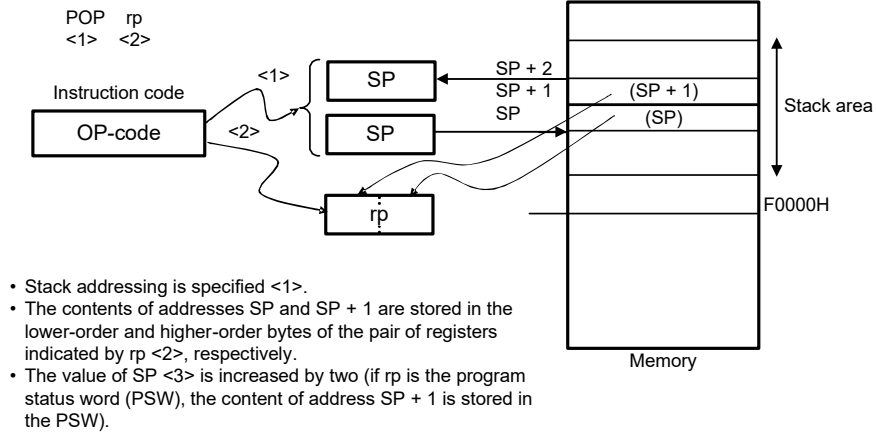 POP rp
<1> <2>
Instruction code
OP-code
<1>
<2>
SP
SP
rp
SP + 2
SP + 1
SP
(SP + 1)
(SP)
Stack area
F0000H
Memory
• Stack addressing is specified <1>.
• The contents of addresses SP and SP + 1 are stored in the
lower-order and higher-order bytes of the pair of registers
indicated by rp <2>, respectively.
• The value of SP <3> is increased by two (if rp is the program
status word (PSW), the content of address SP + 1 is stored in
the PSW).